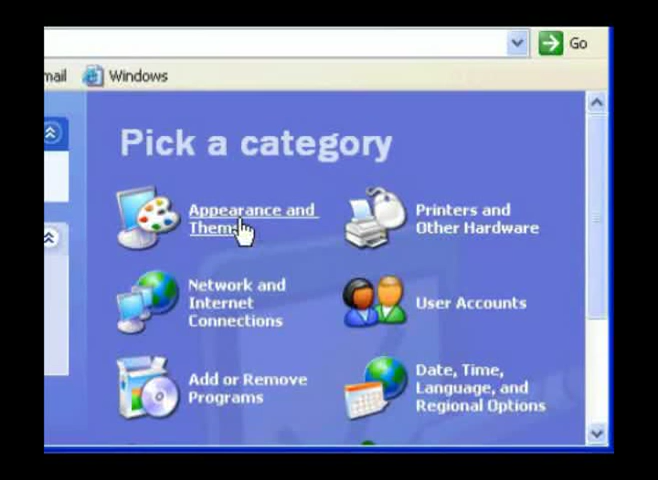 Go
mail
Windows
Pick a category
Appearance and
Them
Printers and
Other Hardware
Network and
Internet
Connections
User Accounts
Add or Remove
Programs
Date, Time,
Language, and
Regional Options